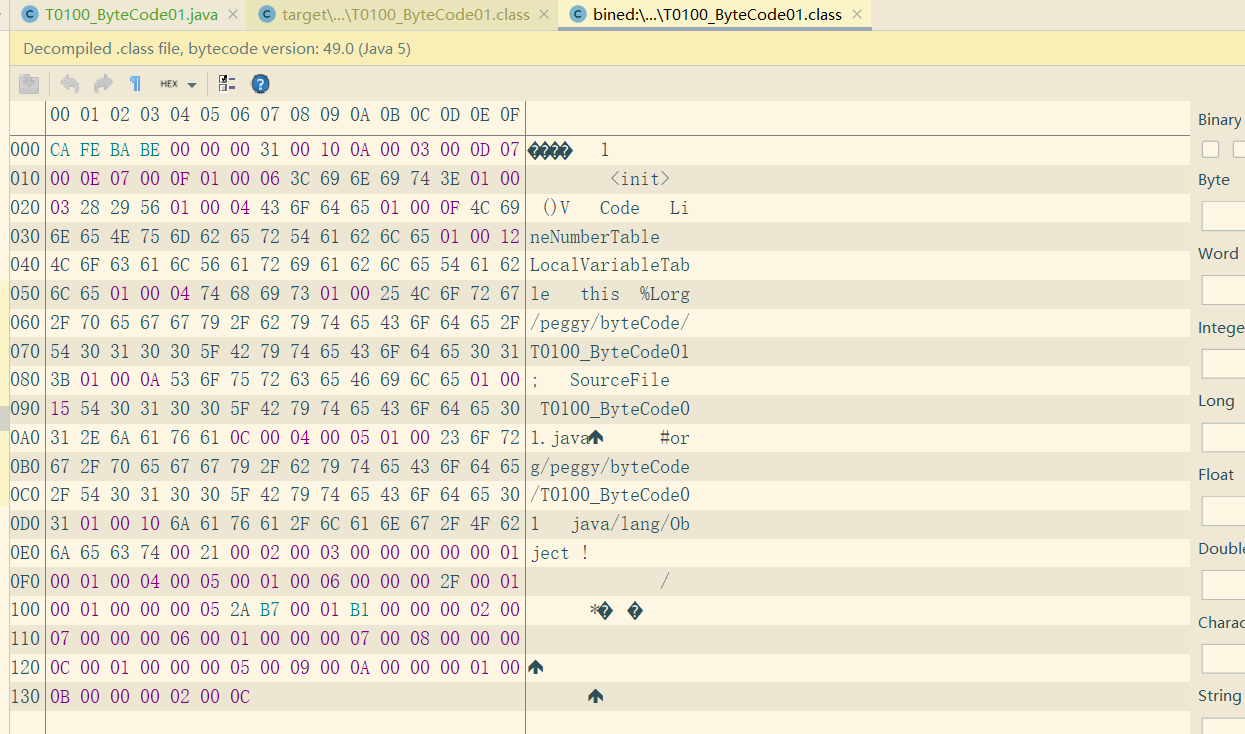 T0100_ByteCode01.java × target\...\T0100_ByteCode01.class × bined:\...\T0100_ByteCode01.class ×
Decompiled .class file, bytecode version: 49.0 (Java 5)
HEX
00 01 02 03 04 05 06 07 08 09 0A 0B 0C 0D 0E 0F
000 CA FE BA BE 00 00 00 31 00 10 0A 00 03 00 0D 07 ���� 1
010 00 0E 07 00 0F 01 00 06 3C 69 6E 69 74 3E 01 00 <init>
020 03 28 29 56 01 00 04 43 6F 64 65 01 00 0F 4C 69 ()V Code Li
030 6E 65 4E 75 6D 62 65 72 54 61 62 6C 65 01 00 12 neNumberTable
040 4C 6F 63 61 6C 56 61 72 69 61 62 6C 65 54 61 62 LocalVariableTab
050 6C 65 01 00 04 74 68 69 73 01 00 25 4C 6F 72 67 le this %Lorg
060 2F 70 65 67 67 79 2F 62 79 74 65 43 6F 64 65 2F /peggy/byteCode/
070 54 30 31 30 30 5F 42 79 74 65 43 6F 64 65 30 31 T0100_ByteCode01
080 3B 01 00 0A 53 6F 75 72 63 65 46 69 6C 65 01 00 ; SourceFile
090 15 54 30 31 30 30 5F 42 79 74 65 43 6F 64 65 30 T0100_ByteCode0
0A0 31 2E 6A 61 76 61 0C 00 04 00 05 01 00 23 6F 72 1.java #or
0B0 67 2F 70 65 67 67 79 2F 62 79 74 65 43 6F 64 65 g/peggy/byteCode
0C0 2F 54 30 31 30 30 5F 42 79 74 65 43 6F 64 65 30 /T0100_ByteCode0
0D0 31 01 00 10 6A 61 76 61 2F 6C 61 6E 67 2F 4F 62 1 java/lang/Ob
0E0 6A 65 63 74 00 21 00 02 00 03 00 00 00 00 00 01 ject !
0F0 00 01 00 04 00 05 00 01 00 06 00 00 00 2F 00 01 /
100 00 01 00 00 00 05 2A B7 00 01 B1 00 00 00 02 00 *� �
110 07 00 00 00 06 00 01 00 00 00 07 00 08 00 00 00
120 0C 00 01 00 00 00 05 00 09 00 0A 00 00 00 01 00
130 0B 00 00 00 02 00 0C
Binary
Byte
Word
Intege
Long
Float
Double
Charac
String